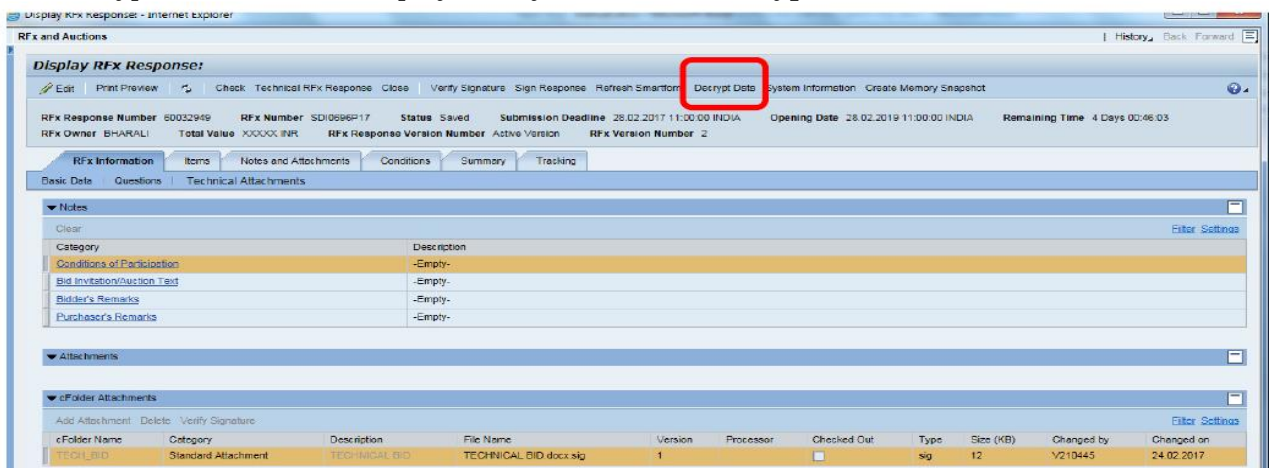 Display RFx Response: - Internet Explorer
RFx and Auctions | History Back Forward
Display RFx Response:
Edit Print Preview Check Technical RFx Response Close Verify Signature Sign Response Refresh Smartform Decrypt Data System Information Create Memory Snapshot
RFx Response Number 60032949 RFx Number SDI0696P17 Status Saved Submission Deadline 28.02.2017 11:00:00 INDIA Opening Date 28.02.2019 11:00:00 INDIA Remaining Time 4 Days 00:46:03
RFx Owner BHARALI Total Value XXXXX INR RFx Response Version Number Active Version RFx Version Number 2
RFx Information Items Notes and Attachments Conditions Summary Tracking
Basic Data Questions Technical Attachments
Notes
Clear Filter Settings
Category Description
Conditions of Participation -Empty-
Bid Invitation/Auction Text -Empty-
Bidder's Remarks -Empty-
Purchaser's Remarks -Empty-
Attachments
cFolder Attachments
Add Attachment Delete Verify Signature Filter Settings
cFolder Name Category Description File Name Version Processor Checked Out Type Size (KB) Changed by Changed on
TECH_BID Standard Attachment TECHNICAL BID TECHNICAL BID docx.sig 1 sig 12 V210445 24.02.2017